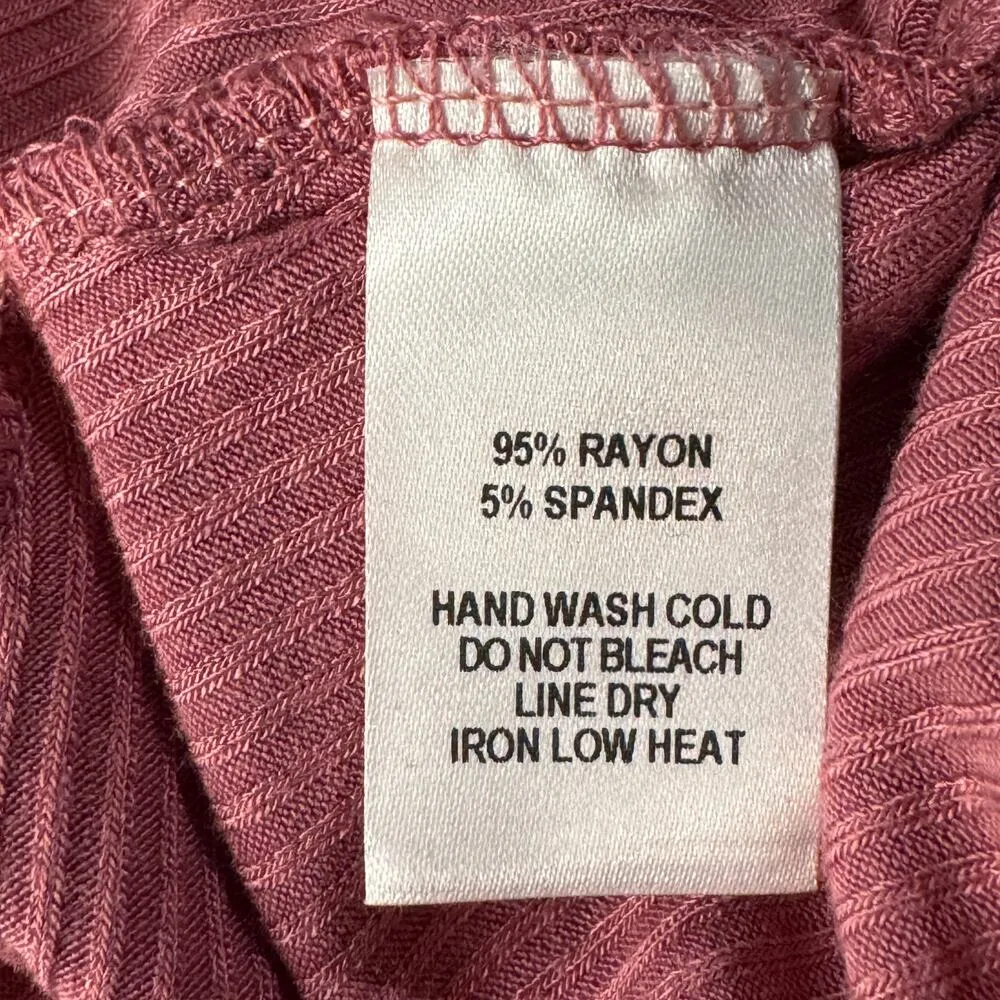 95% RAYON
5% SPANDEX
HAND WASH COLD
DO NOT BLEACH
LINE DRY
IRON LOW HEAT